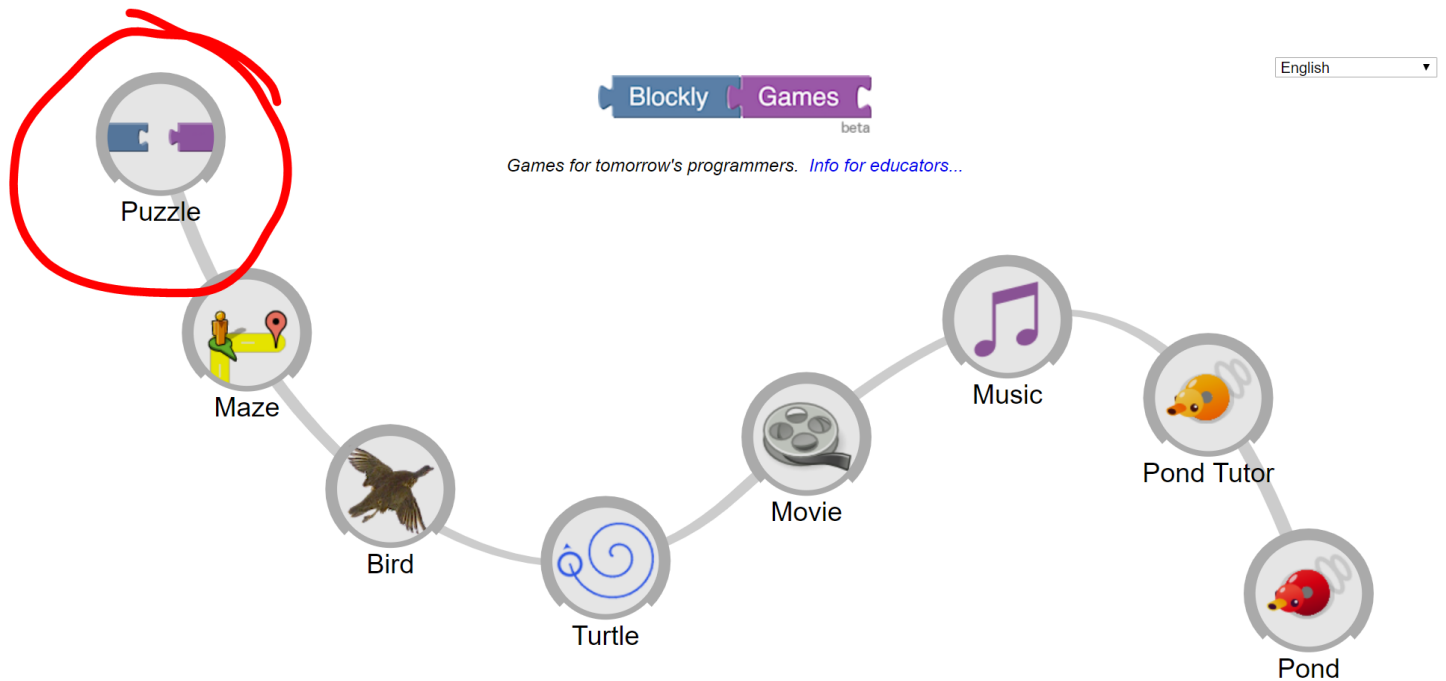 English
Blockly Games
beta
Games for tomorrow's programmers. Info for educators...
Puzzle
Maze
Bird
Turtle
Movie
Music
Pond Tutor
Pond